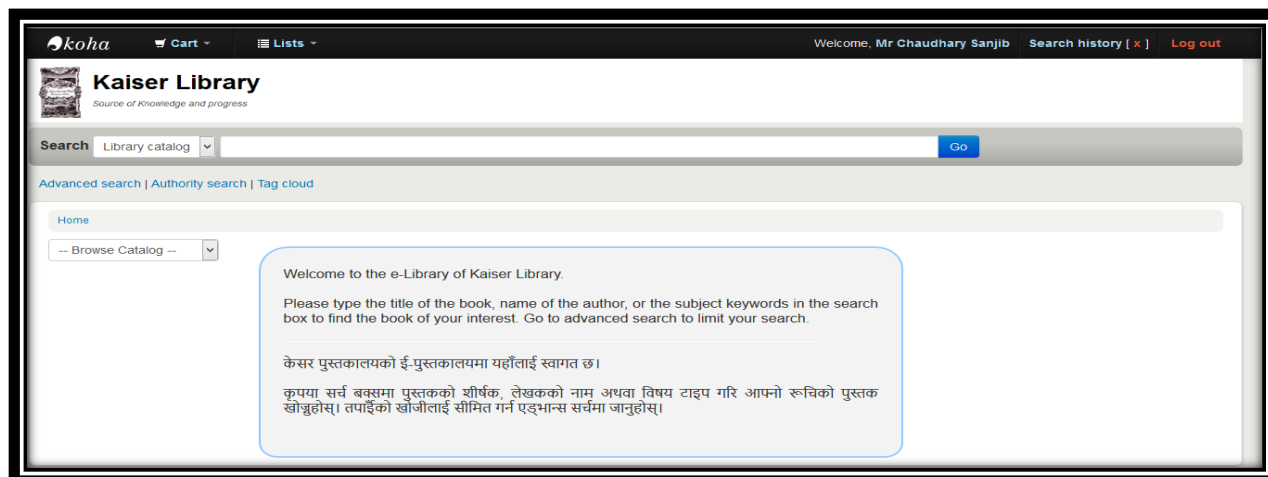 koha Cart Lists Welcome, Mr Chaudhary Sanjib Search history [ x ] Log out
Kaiser Library
Source of Knowledge and progress
Search Library catalog Go
Advanced search | Authority search | Tag cloud
Home
-- Browse Catalog --
Welcome to the e-Library of Kaiser Library.
Please type the title of the book, name of the author, or the subject keywords in the search
box to find the book of your interest. Go to advanced search to limit your search.
केसर पुस्तकालयको ई-पुस्तकालयमा यहाँलाई स्वागत छ।
कृपया सर्च बक्समा पुस्तकको शीर्षक, लेखकको नाम अथवा विषय टाइप गरि आफ्नो रूचिको पुस्तक
खोज्नुहोस्। तपाईंको खोजीलाई सीमित गर्न एड्भान्स सर्चमा जानुहोस्।